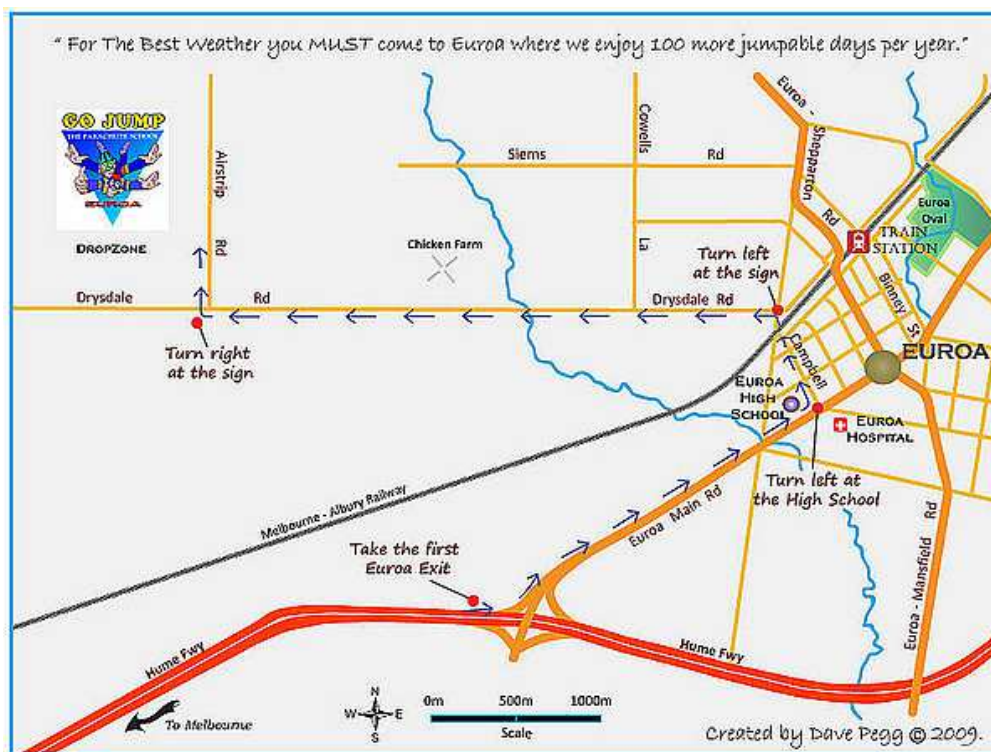 “ For The Best Weather you MUST come to Euroa where we enjoy 100 more jumpable days per year.”
GO JUMP
THE PARACHUTE SCHOOL
EUROA
DropZone
Airstrip
Rd
Cowells
La
Siems Rd
Euroa - Shepparton
Rd
Euroa
Oval
Train
Station
Chicken Farm
Turn left
at the sign
Binney St
Drysdale Rd
Drysdale Rd
Turn right
at the sign
Campbell
EUROA
Euroa
High
School
Euroa
Hospital
Turn left at
the High School
Melbourne - Albury Railway
Euroa Main Rd
Take the first
Euroa Exit
Euroa - Mansfield Rd
Hume Fwy
Hume Fwy
To Melbourne
N
W E
S
0m 500m 1000m
Scale
Created by Dave Pegg © 2009.